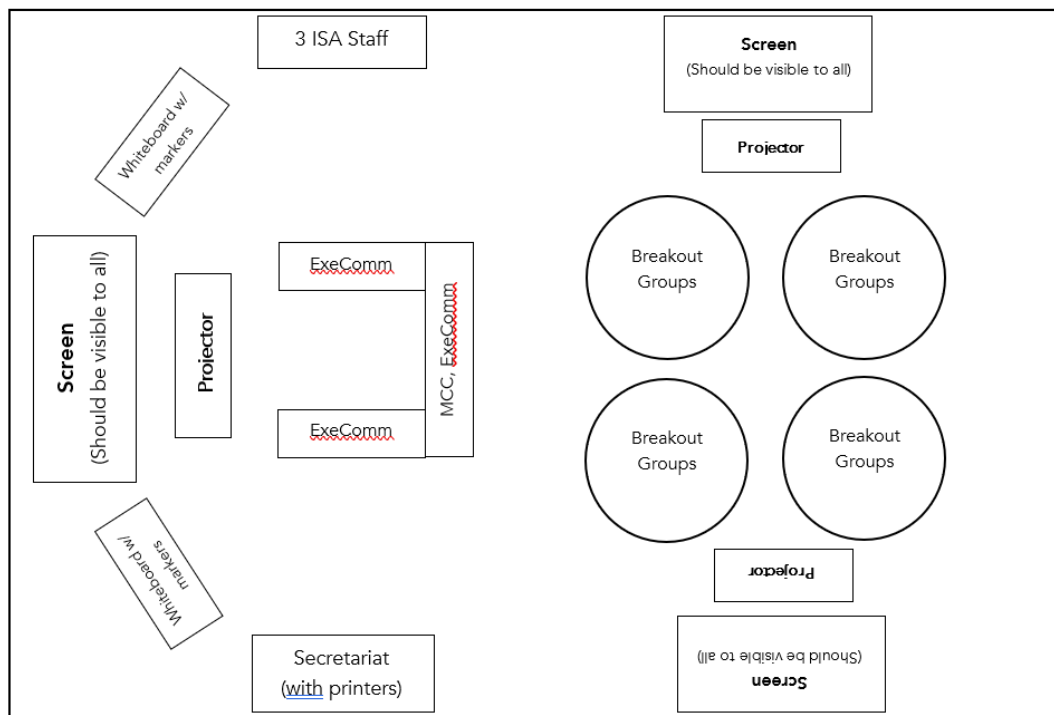 3 ISA Staff
Whiteboard w/
markers
Screen
(Should be visible to all)
Projector
ExeComm
MCC, ExeComm
ExeComm
Whiteboard w/
markers
Secretariat
(with printers)
Screen
(Should be visible to all)
Projector
Breakout
Groups
Breakout
Groups
Breakout
Groups
Breakout
Groups
Projector
Screen
(Should be visible to all)